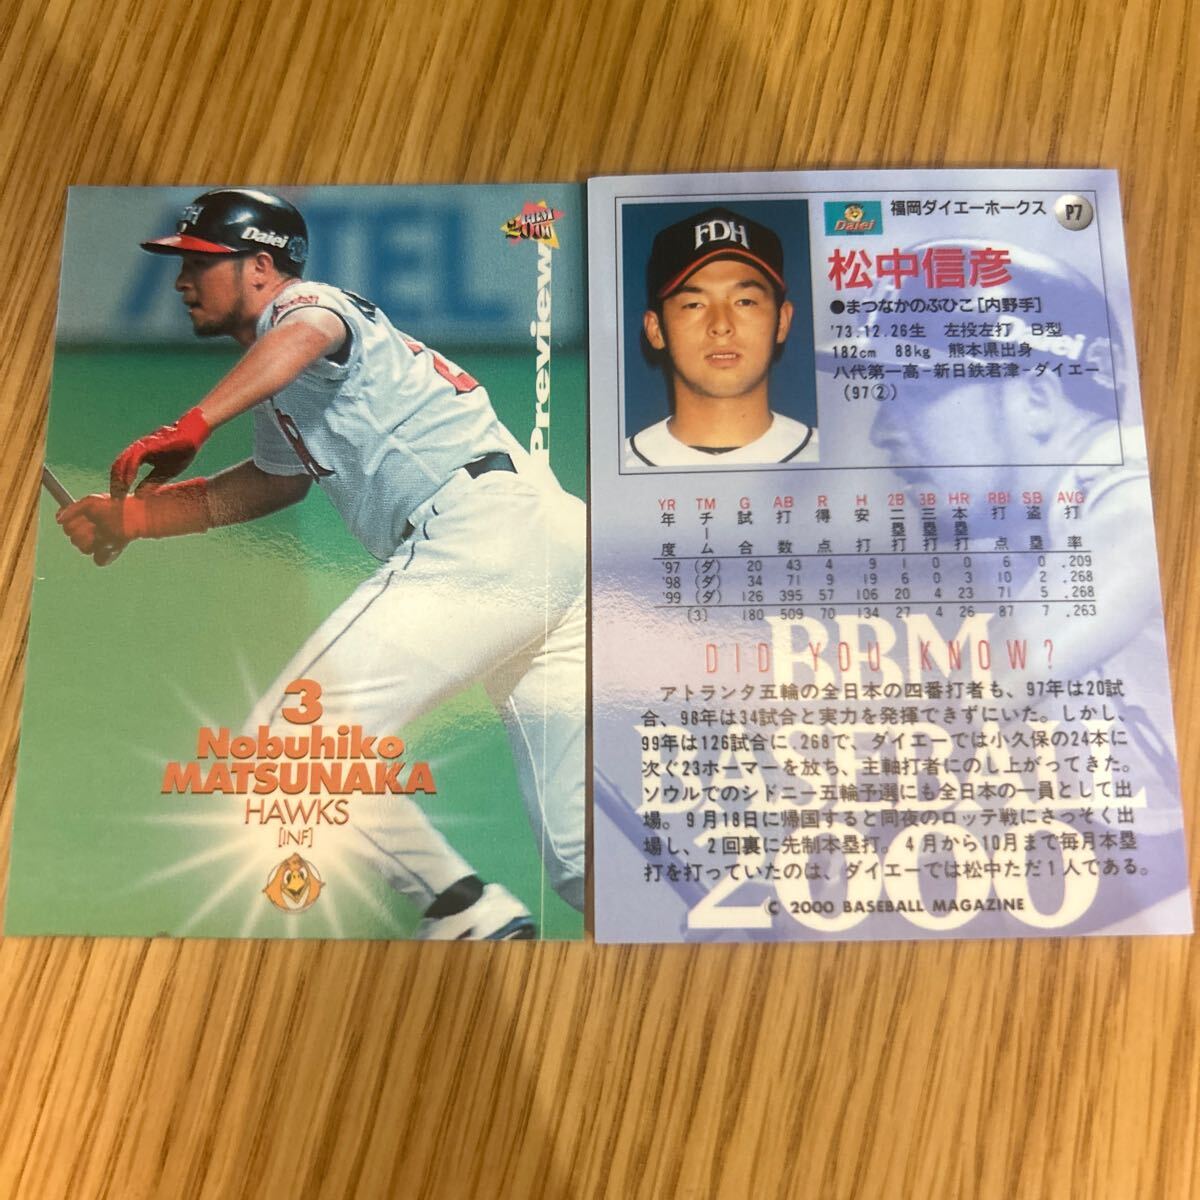 FDH
Daiei
BBM
2000
Preview
3
Nobuhiko
MATSUNAKA
HAWKS
[INF]
FDH
Daiei
福岡ダイエーホークス
P7
松中信彦
●まつなかのぶひこ[内野手]
'73.12.26生 左投左打 B型
182cm 88kg 熊本県出身
八代第一高−新日鉄君津−ダイエー
(97②)
YR TM G AB R H 2B 3B HR RBI SB AVG
年度 チーム 試合 打数 得点 安打 二塁打 三塁打 本塁打 打点 盗塁 打率
'97 (ダ) 20 43 4 9 1 0 0 6 0 .209
'98 (ダ) 34 71 9 19 6 0 3 10 2 .268
'99 (ダ) 126 395 57 106 20 4 23 71 5 .268
[3] 180 509 70 134 27 4 26 87 7 .263
DID YOU KNOW?
アトランタ五輪の全日本の四番打者も、97年は20試
合、98年は34試合と実力を発揮できずにいた。しかし、
99年は126試合に.268で、ダイエーでは小久保の24本に
次ぐ23ホーマーを放ち、主軸打者にのし上がってきた。
ソウルでのシドニー五輪予選にも全日本の一員として出
場。9月18日に帰国すると同夜のロッテ戦にさっそく出
場し、2回裏に先制本塁打。4月から10月まで毎月本塁
打を打っていたのは、ダイエーでは松中ただ1人である。
BBM
BASEBALL
2000
© 2000 BASEBALL MAGAZINE